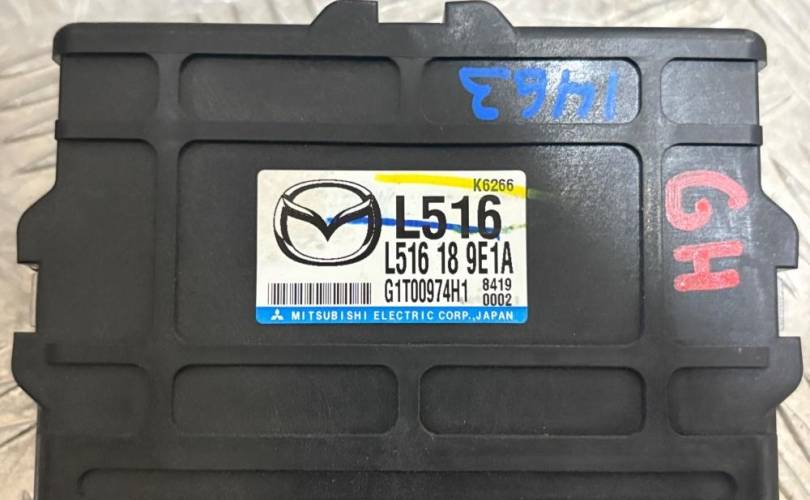 1463
GH
K6266
L516
L516 18 9E1A
G1T00974H1 8419
0002
MITSUBISHI ELECTRIC CORP.,JAPAN